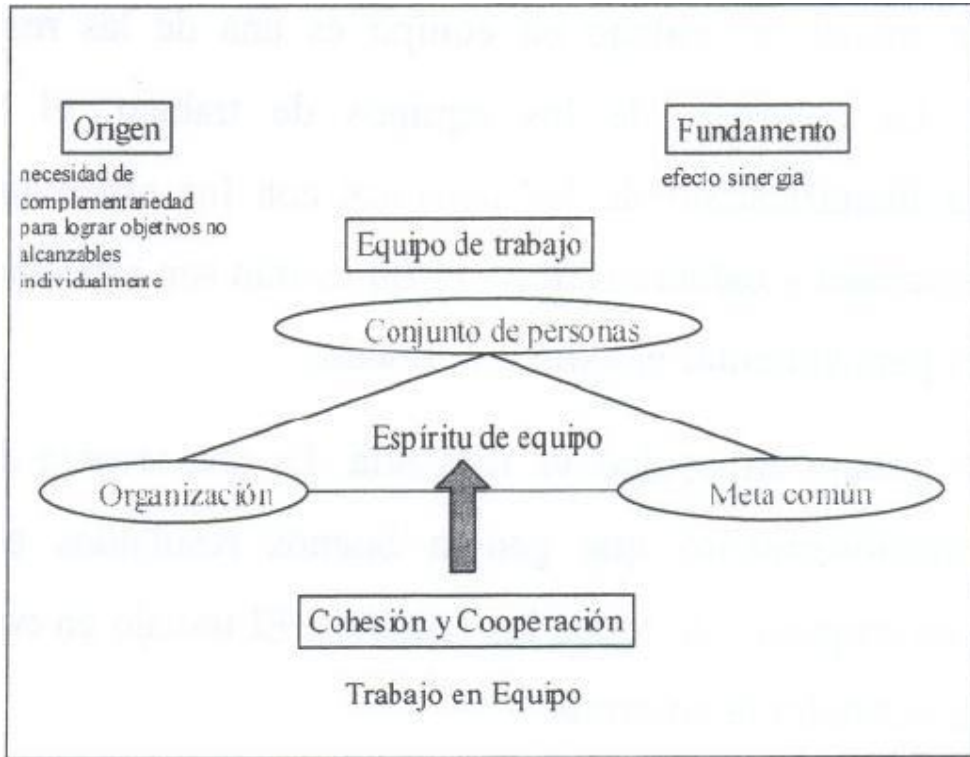 Origen
necesidad de
complementariedad
para lograr objetivos no
alcanzables
individualmente
Fundamento
efecto sinergia
Equipo de trabajo
Conjunto de personas
Espíritu de equipo
Organización
Meta común
Cohesión y Cooperación
Trabajo en Equipo